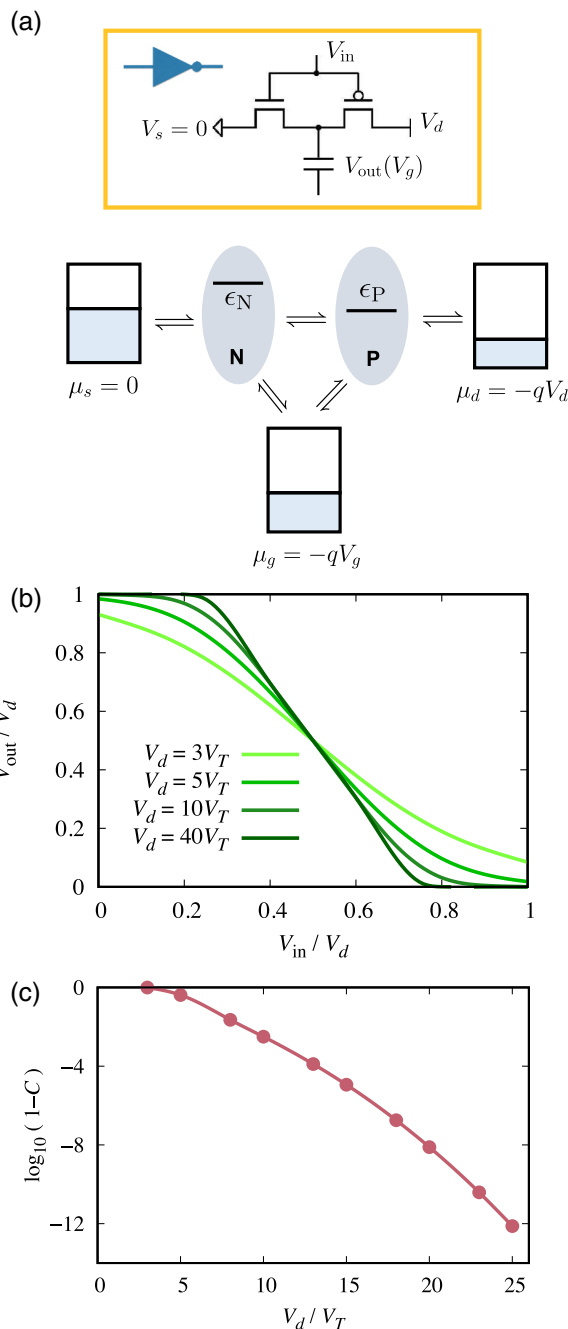 (a)
V_in
V_s = 0
V_d
V_out(V_g)
ϵ_N
ϵ_P
N
P
μ_s = 0
μ_d = −qV_d
μ_g = −qV_g
(b)
1
0.8
0.6
0.4
0.2
0
V_out / V_d
V_d = 3V_T
V_d = 5V_T
V_d = 10V_T
V_d = 40V_T
0 0.2 0.4 0.6 0.8 1
V_in / V_d
(c)
0
−4
−8
−12
log_10 (1−C)
0 5 10 15 20 25
V_d / V_T